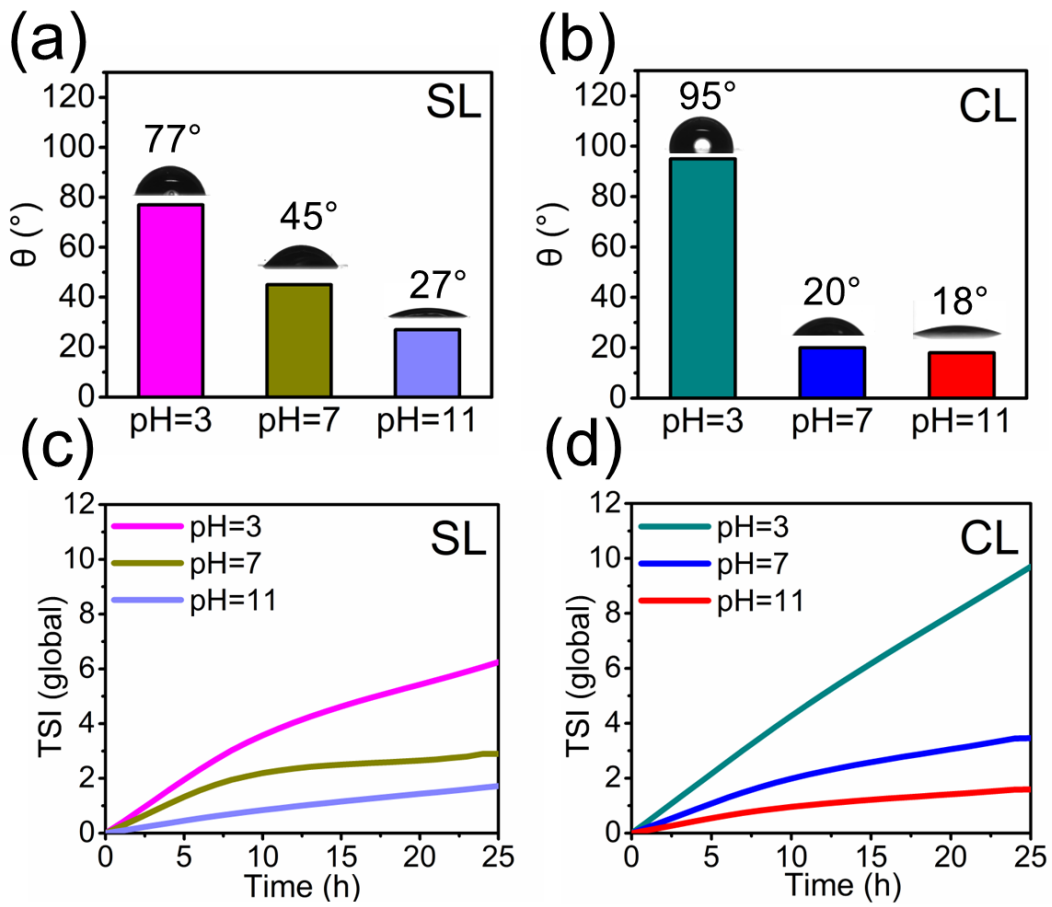 (a)
SL
θ (°)
120
100
80
60
40
20
0
77°
45°
27°
pH=3 pH=7 pH=11
(b)
CL
θ (°)
120
100
80
60
40
20
0
95°
20°
18°
pH=3 pH=7 pH=11
(c)
SL
TSI (global)
12
10
8
6
4
2
0
pH=3
pH=7
pH=11
0 5 10 15 20 25
Time (h)
(d)
CL
TSI (global)
12
10
8
6
4
2
0
pH=3
pH=7
pH=11
0 5 10 15 20 25
Time (h)